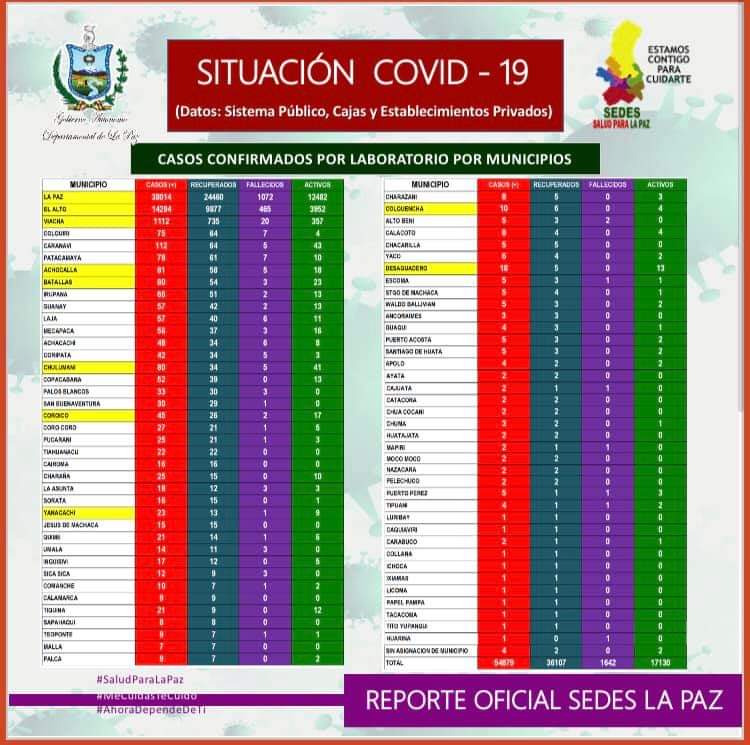 Gobierno Autónomo
Departamental de La Paz
SITUACIÓN COVID - 19
(Datos: Sistema Público, Cajas y Establecimientos Privados)
ESTAMOS
CONTIGO
PARA
CUIDARTE
SEDES
SALUD PARA LA PAZ
CASOS CONFIRMADOS POR LABORATORIO POR MUNICIPIOS
MUNICIPIO CASOS (+) RECUPERADOS FALLECIDOS ACTIVOS
LA PAZ 38014 24460 1072 12482
EL ALTO 14294 9877 465 3952
VIACHA 1112 735 20 357
COLQUIRI 75 64 7 4
CARANAVI 112 64 5 43
PATACAMAYA 78 61 7 10
ACHOCALLA 81 58 5 18
BATALLAS 80 54 3 23
IRUPANA 66 51 2 13
GUANAY 57 42 2 13
LAJA 57 40 6 11
MECAPACA 56 37 3 16
ACHACACHI 48 34 6 8
CORIPATA 42 34 5 3
CHULUMANI 80 34 5 41
COPACABANA 52 39 0 13
PALOS BLANCOS 33 30 3 0
SAN BUENAVENTURA 30 29 1 0
COROICO 45 26 2 17
CORO CORO 27 21 1 5
PUCARANI 25 21 1 3
TIAHUANACU 22 22 0 0
CAIROMA 16 16 0 0
CHARAÑA 25 15 0 10
LA ASUNTA 18 12 3 3
SORATA 16 15 0 1
YANACACHI 23 13 1 9
JESUS DE MACHACA 15 15 0 0
QUIME 21 14 1 6
UMALA 14 11 3 0
INQUISIVI 17 12 0 5
SICA SICA 12 9 3 0
COMANCHE 10 7 1 2
CALAMARCA 9 9 0 0
TIQUINA 21 9 0 12
SAPAHAQUI 8 8 0 0
TEOPONTE 9 7 1 1
MALLA 7 7 0 0
PALCA 9 7 0 2
MUNICIPIO CASOS (+) RECUPERADOS FALLECIDOS ACTIVOS
CHARAZANI 8 5 0 3
COLQUENCHA 10 6 0 4
ALTO BENI 5 3 2 0
CALACOTO 8 4 0 4
CHACARILLA 5 5 0 0
YACO 6 4 0 2
DESAGUADERO 18 5 0 13
ESCOMA 5 3 1 1
STGO DE MACHACA 5 4 0 1
WALDO BALLIVIAN 5 3 0 2
ANCORAIMES 3 3 0 0
GUAQUI 4 3 0 1
PUERTO ACOSTA 5 3 0 2
SANTIAGO DE HUATA 5 3 0 2
APOLO 4 2 0 2
AYATA 2 2 0 0
CAJUATA 2 1 1 0
CATACORA 2 2 0 0
CHUA COCANI 2 2 0 0
CHUMA 3 2 0 1
HUATAJATA 2 2 0 0
MAPIRI 2 1 1 0
MOCO MOCO 2 2 0 0
NAZACARA 2 2 0 0
PELECHUCO 2 2 0 0
PUERTO PEREZ 5 1 1 3
TIPUANI 4 1 1 2
LURIBAY 1 1 0 0
CAQUIAVIRI 1 1 0 0
CARABUCO 2 1 0 1
COLLANA 1 1 0 0
ICHOCA 1 1 0 0
IXIAMAS 1 1 0 0
LICOMA 1 1 0 0
PAPEL PAMPA 1 1 0 0
TACACOMA 1 1 0 0
TITO YUPANQUI 1 1 0 0
HUARINA 1 0 1 0
SIN ASIGNACION DE MUNICIPIO 4 2 0 2
TOTAL 54879 36107 1642 17130
#SaludParaLaPaz
#MeCuidasTeCuido
#AhoraDependeDeTi
REPORTE OFICIAL SEDES LA PAZ